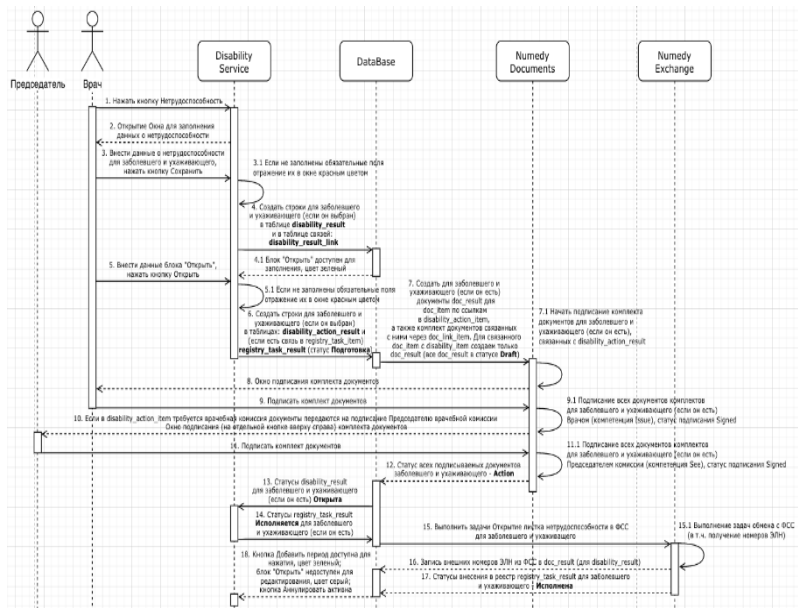 Disability
Service
DataBase
Numedy
Documents
Numedy
Exchange
Председатель
Врач
1. Нажать кнопку Нетрудоспособность
2. Открытие Окна для заполнения
данных о нетрудоспособности
3. Внести данные о нетрудоспособности
для заболевшего и ухаживающего,
нажать кнопку Сохранить
3.1 Если не заполнены обязательные поля
отражение их в окне красным цветом
4. Создать строки для заболевшего
и ухаживающего (если он выбран)
в таблице disability_result
и в таблице связей:
disability_result_link
4.1 Блок "Открыть" доступен для
заполнения, цвет зеленый
5. Внести данные блока "Открыть",
нажать кнопку Открыть
5.1 Если не заполнены обязательные поля
отражение их в окне красным цветом
6. Создать строки для заболевшего и
ухаживающего (если он выбран)
в таблицах: disability_action_result и
(если есть связь в registry_task_item)
registry_task_result (статус Подготовка)
7. Создать для заболевшего и
ухаживающего (если он есть)
документы doc_result для
doc_item по ссылкам
в disability_action_item,
а также комплект документов связанных
с ними через doc_link_item. Для связанного
doc_item с disability_item создаем только
doc_result (все doc_result в статусе Draft)
7.1 Начать подписание комплекта
документов для заболевшего и
ухаживающего (если он есть),
связанных с disability_action_result
8. Окно подписания комплекта документов
9. Подписать комплект документов
9.1 Подписание всех документов комплектов
для заболевшего и ухаживающего (если он есть)
Врачом (компетенция Issue), статус подписания Signed
10. Если в disability_action_item требуется врачебная комиссия документы передаются на подписание Председателю врачебной комиссии
Окно подписания (на отдельной кнопке вверху справа) комплекта документов
11. Подписать комплект документов
11.1 Подписание всех документов комплектов
для заболевшего и ухаживающего (если он есть)
Председателем комиссии (компетенция See), статус подписания Signed
12. Статус всех подписываемых документов
заболевшего и ухаживающего - Action
13. Статусы disability_result
для заболевшего и ухаживающего
(если он есть) Открыта
14. Статусы registry_task_result
Исполняется для заболевшего
и ухаживающего (если он есть)
15. Выполнить задачи Открытие листка нетрудоспособности в ФСС
для заболевшего и ухаживающего
15.1 Выполнение задач обмена с ФСС
(в т.ч. получение номеров ЭЛН)
16. Запись внешних номеров ЭЛН из ФСС в doc_result (для disability_result)
17. Статусы внесения в реестр registry_task_result для заболевшего
и ухаживающего - Исполнена
18. Кнопка Добавить период доступна для
нажатия, цвет зеленый;
блок "Открыть" недоступен для
редактирования, цвет серый;
кнопка Аннулировать активна